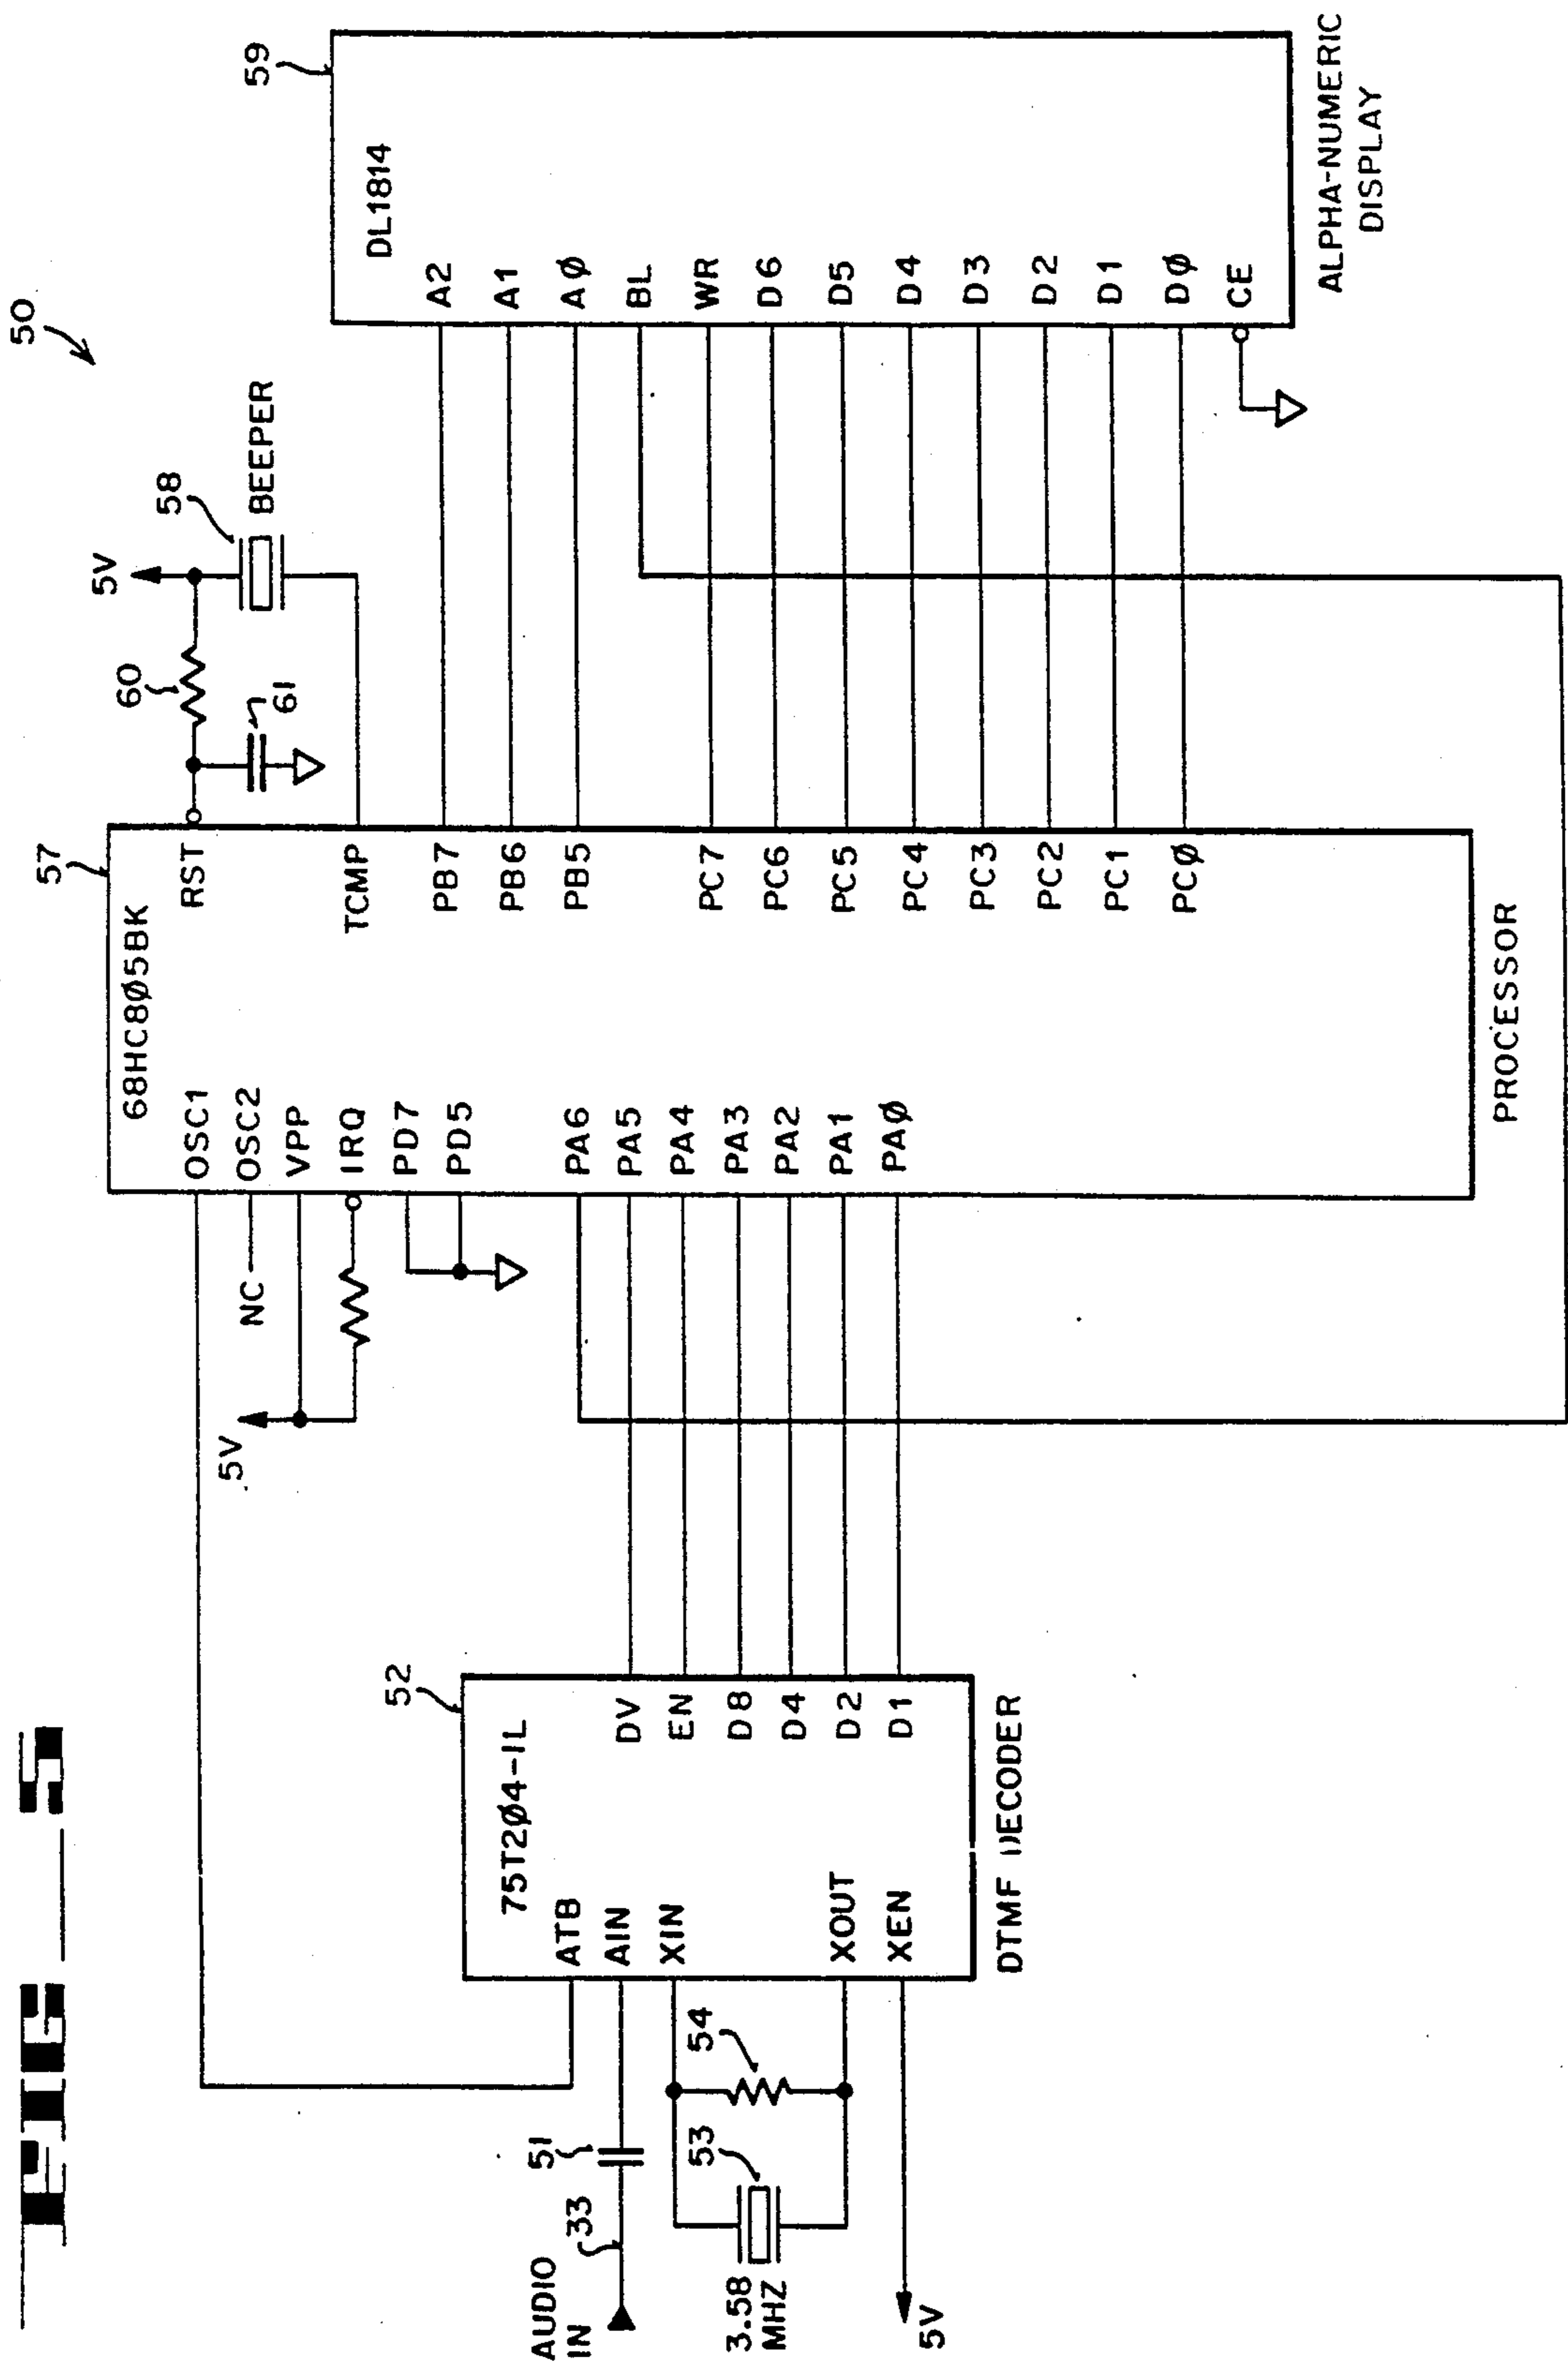 FIG. 5
50
57
59
68HC8Ø5BK
OSC1
OSC2
VPP
IRQ
PD7
PD5
PA6
PA5
PA4
PA3
PA2
PA1
PAØ
RST
TCMP
PB7
PB6
PB5
PC7
PC6
PC5
PC4
PC3
PC2
PC1
PCØ
PROCESSOR
NC
5V
60
61
5V
58
BEEPER
DL1814
A2
A1
AØ
BL
WR
D6
D5
D4
D3
D2
D1
DØ
CE
ALPHA-NUMERIC
DISPLAY
52
75T2Ø4-IL
ATB
AIN
XIN
XOUT
XEN
DV
EN
D8
D4
D2
D1
DTMF DECODER
AUDIO
IN
33
51
53
54
3.58
MHZ
5V